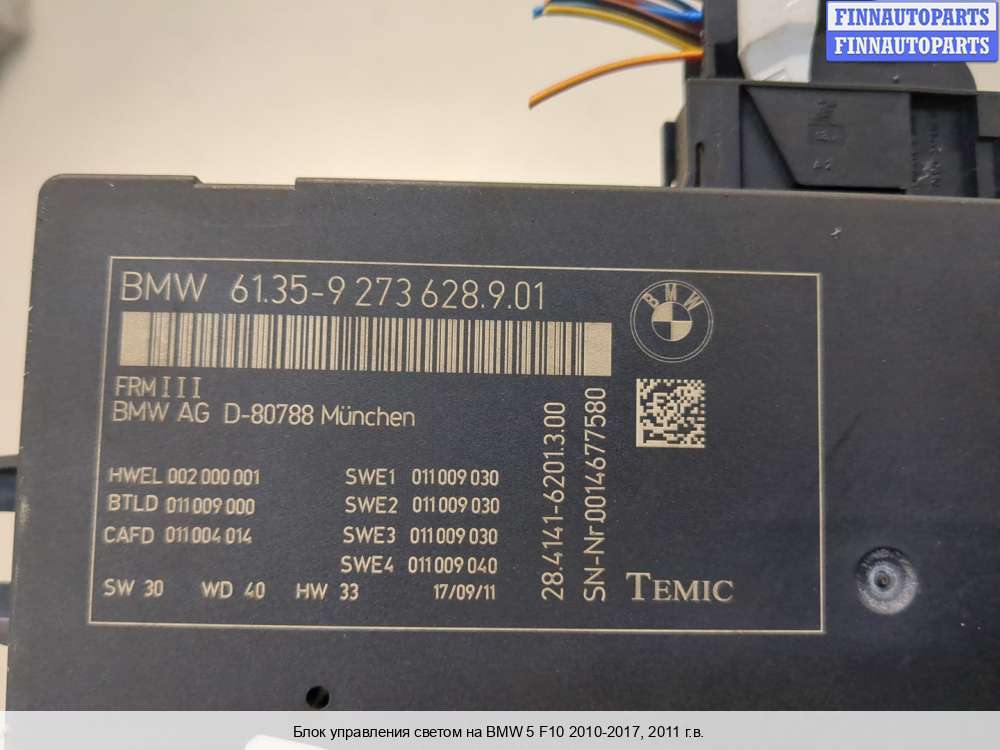 FINNAUTOPARTS
FINNAUTOPARTS
BMW 61.35-9 273 628.9.01
BMW
FRM III
BMW AG D-80788 München
HWEL 002 000 001
BTLD 011 009 000
CAFD 011 004 014
SWE1 011 009 030
SWE2 011 009 030
SWE3 011 009 030
SWE4 011 009 040
SW 30 WD 40 HW 33 17/09/11
28.4141-6201.3.00
SN-Nr.0014677580
TEMIC
Блок управления светом на BMW 5 F10 2010-2017, 2011 г.в.